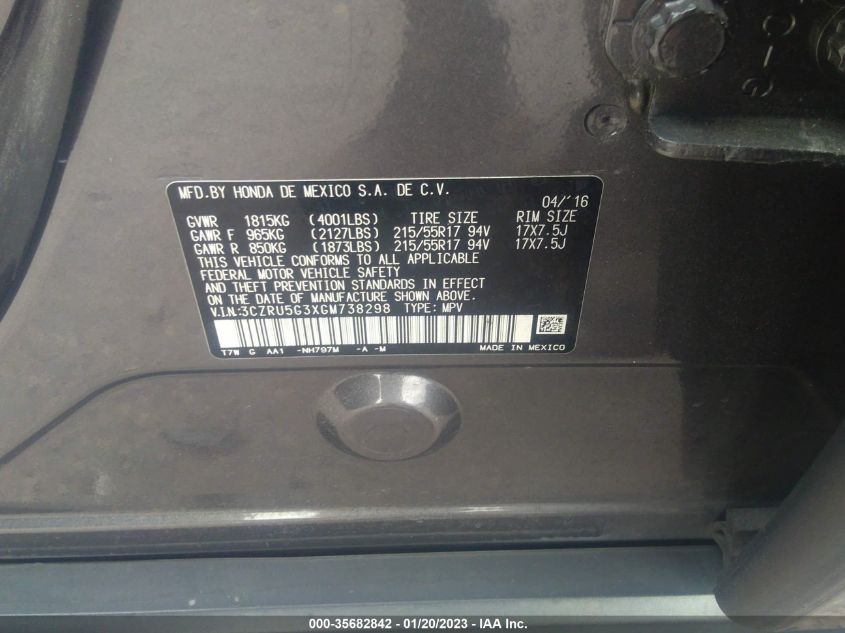 MFD.BY HONDA DE MEXICO S.A. DE C.V.
04/'16
GVWR 1815KG (4001LBS) TIRE SIZE RIM SIZE
GAWR F 965KG (2127LBS) 215/55R17 94V 17X7.5J
GAWR R 850KG (1873LBS) 215/55R17 94V 17X7.5J
THIS VEHICLE CONFORMS TO ALL APPLICABLE
FEDERAL MOTOR VEHICLE SAFETY
AND THEFT PREVENTION STANDARDS IN EFFECT
ON THE DATE OF MANUFACTURE SHOWN ABOVE.
V.I.N:3CZRU5G3XGM738298 TYPE: MPV
T7W G AA1 -NH797M -A -M MADE IN MEXICO
000-35682842 / 01/20/2023 - IAA Inc.